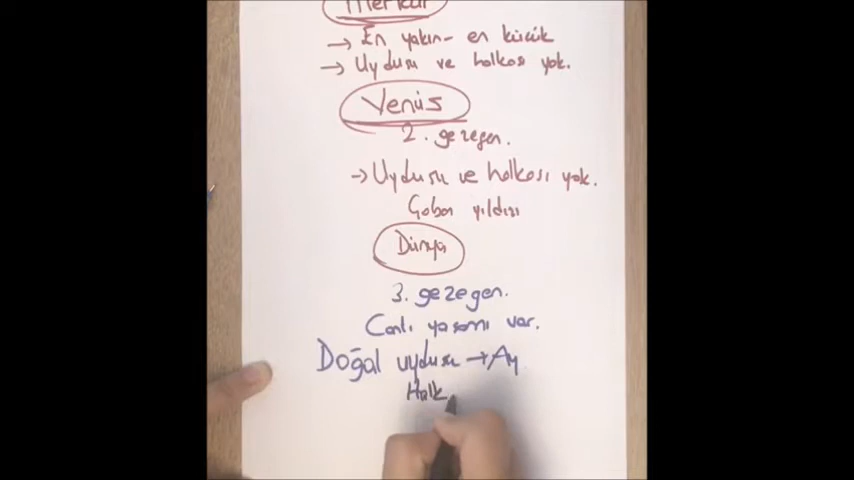 Merkür
→ En yakın - en küçük
→ Uydusu ve halkası yok.
Venüs
2. gezegen.
→ Uydusu ve halkası yok.
Çoban yıldızı
Dünya
3. gezegen.
Canlı yaşamı var.
Doğal uydusu → Ay
Halk